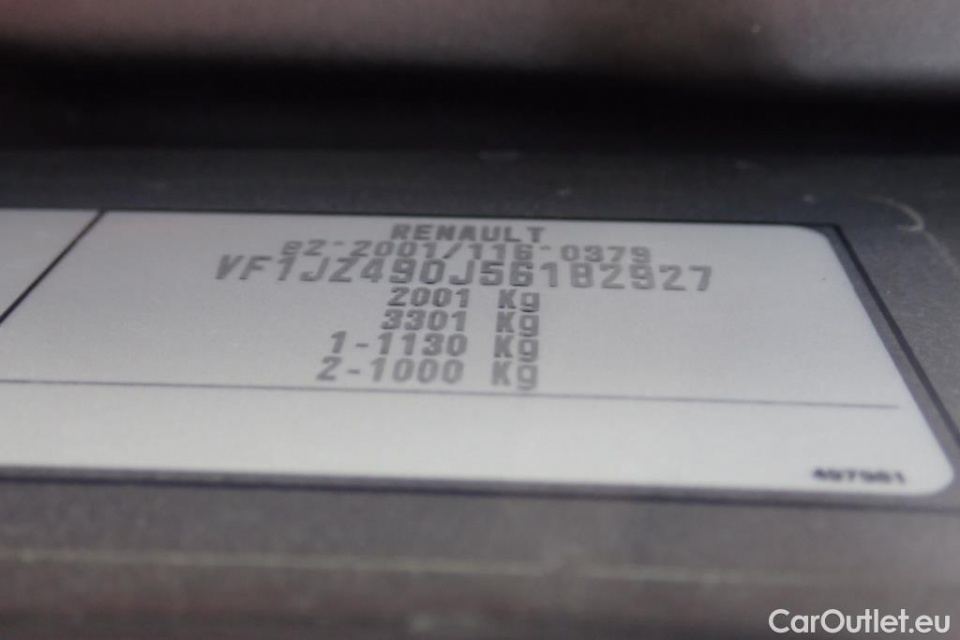 RENAULT
e2*2001/116*0379
VF1JZ490J56182927
2001 Kg
3301 Kg
1-1130 Kg
2-1000 Kg
497961
CarOutlet.eu